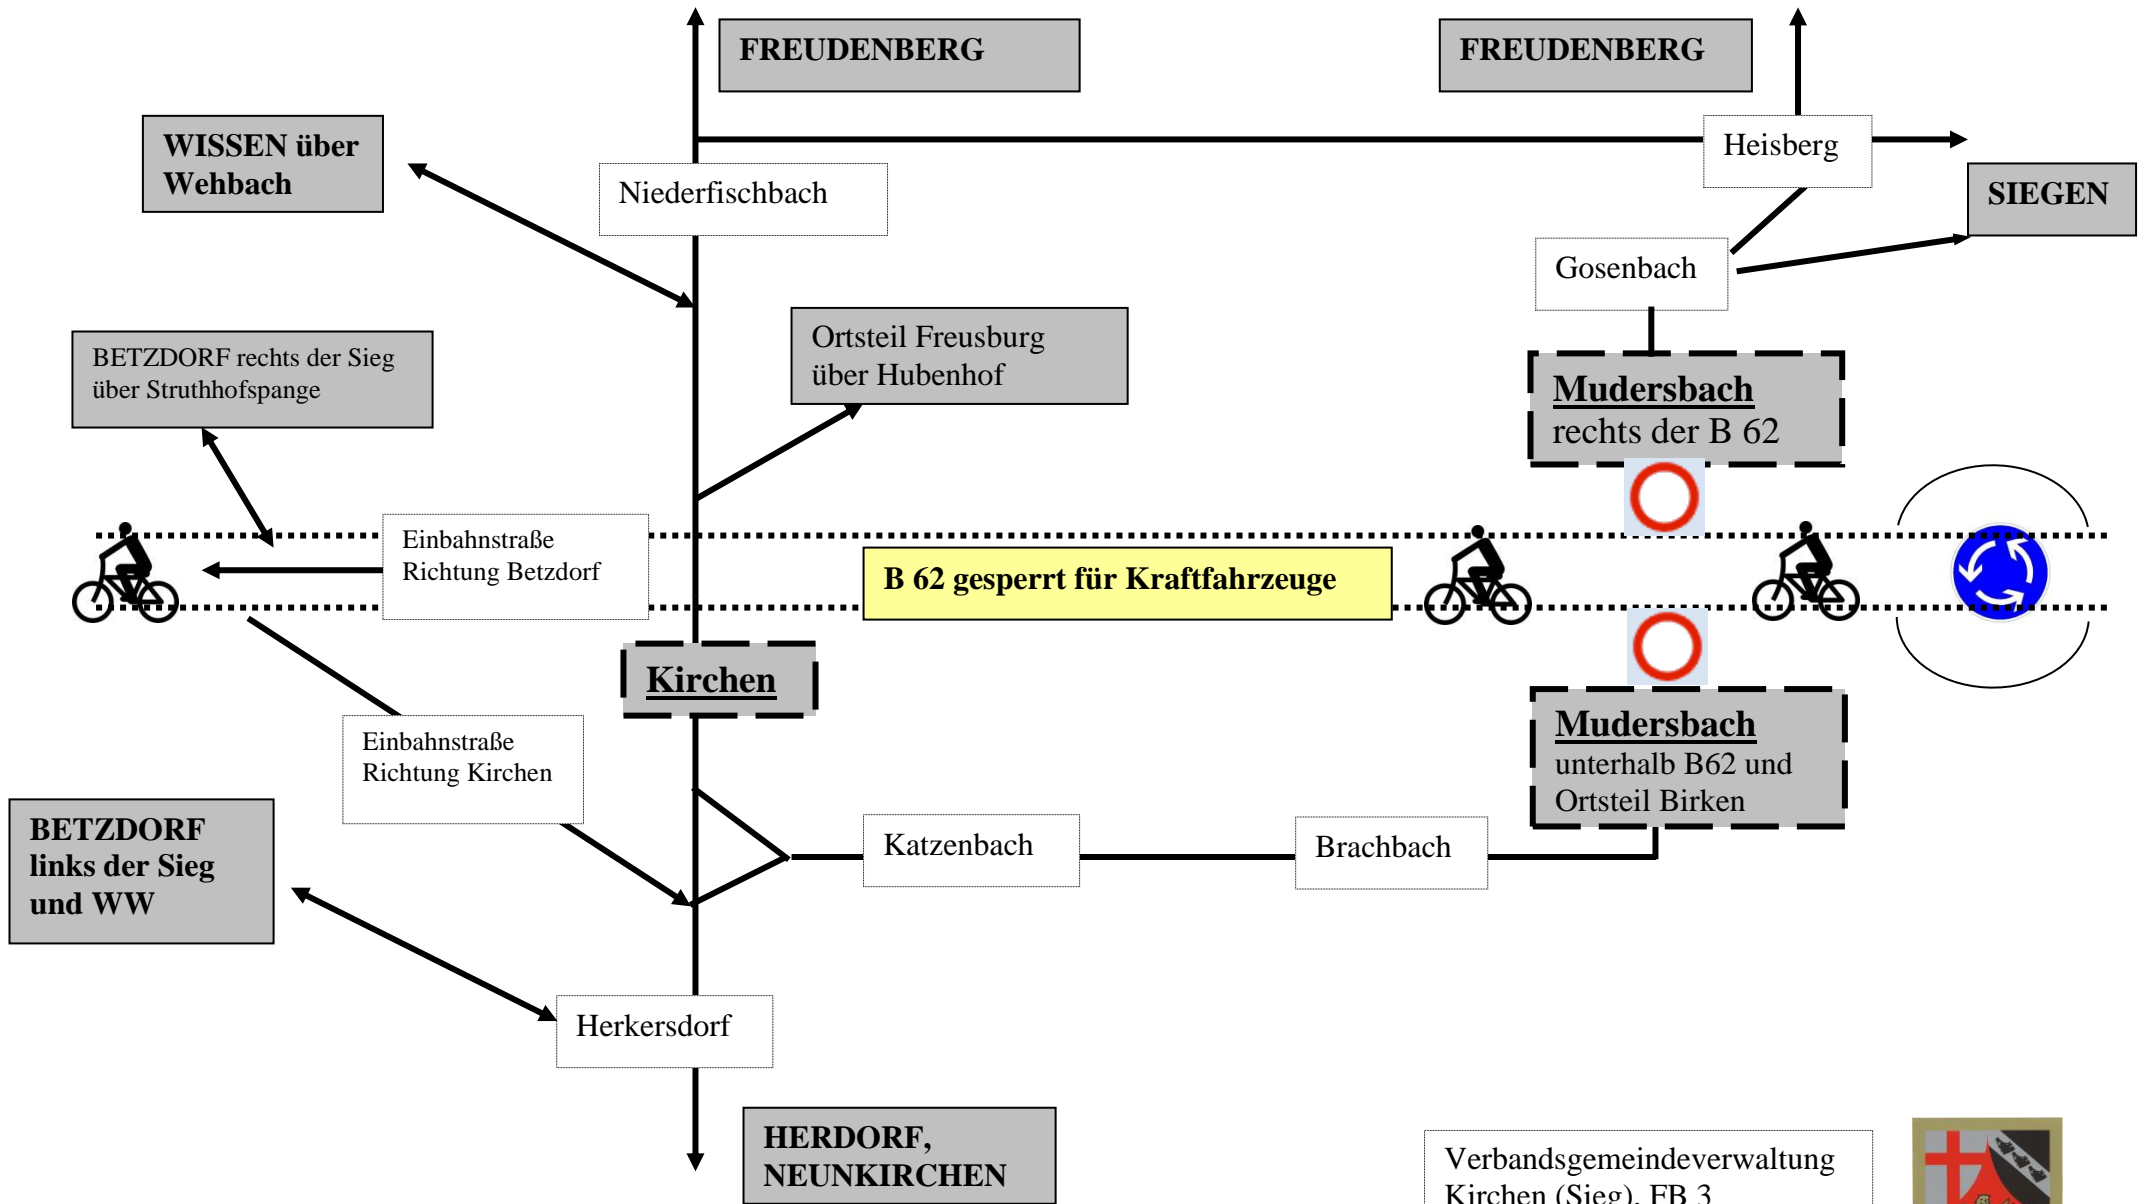 FREUDENBERG
FREUDENBERG
WISSEN über
Wehbach
Heisberg
Niederfischbach
SIEGEN
Gosenbach
Ortsteil Freusburg
über Hubenhof
BETZDORF rechts der Sieg
über Struthhofspange
Mudersbach
rechts der B 62
Einbahnstraße
Richtung Betzdorf
B 62 gesperrt für Kraftfahrzeuge
Kirchen
Mudersbach
unterhalb B62 und
Ortsteil Birken
Einbahnstraße
Richtung Kirchen
BETZDORF
links der Sieg
und WW
Katzenbach
Brachbach
Herkersdorf
HERDORF,
NEUNKIRCHEN
Verbandsgemeindeverwaltung
Kirchen (Sieg), FB 3